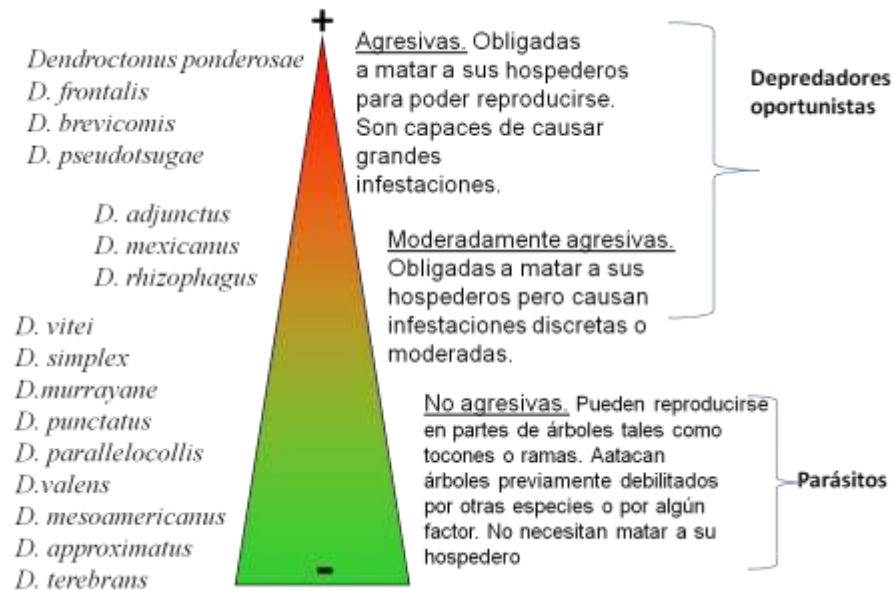 +
Dendroctonus ponderosae
D. frontalis
D. brevicomis
D. pseudotsugae
D. adjunctus
D. mexicanus
D. rhizophagus
D. vitei
D. simplex
D.murrayane
D. punctatus
D. parallelocollis
D.valens
D. mesoamericanus
D. approximatus
D. terebrans
-
Agresivas. Obligadas
a matar a sus hospederos
para poder reproducirse.
Son capaces de causar
grandes
infestaciones.
Moderadamente agresivas.
Obligadas a matar a sus
hospederos pero causan
infestaciones discretas o
moderadas.
No agresivas. Pueden reproducirse
en partes de árboles tales como
tocones o ramas. Aatacan
árboles previamente debilitados
por otras especies o por algún
factor. No necesitan matar a su
hospedero
Depredadores
oportunistas
Parásitos